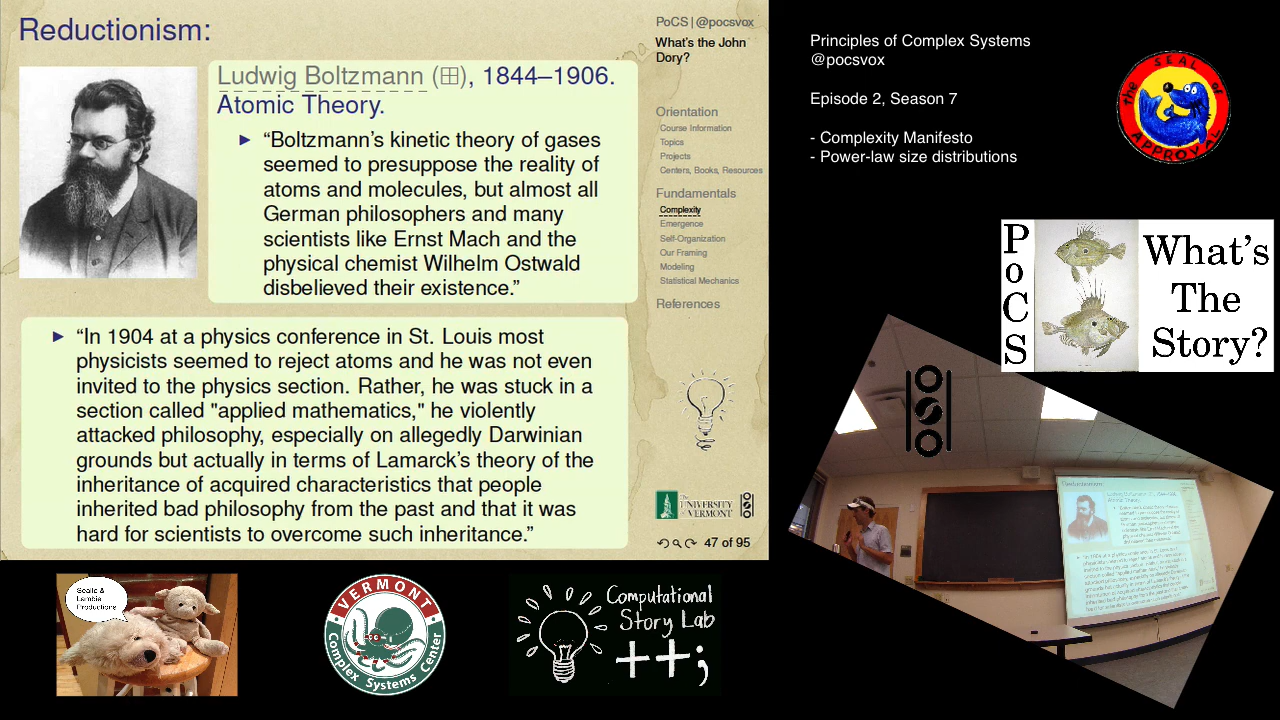 Reductionism:
Ludwig Boltzmann (⊞), 1844–1906.
Atomic Theory.
► “Boltzmann’s kinetic theory of gases
seemed to presuppose the reality of
atoms and molecules, but almost all
German philosophers and many
scientists like Ernst Mach and the
physical chemist Wilhelm Ostwald
disbelieved their existence.”
► “In 1904 at a physics conference in St. Louis most
physicists seemed to reject atoms and he was not even
invited to the physics section. Rather, he was stuck in a
section called "applied mathematics," he violently
attacked philosophy, especially on allegedly Darwinian
grounds but actually in terms of Lamarck’s theory of the
inheritance of acquired characteristics that people
inherited bad philosophy from the past and that it was
hard for scientists to overcome such inheritance.”
PoCS | @pocsvox
What’s the John
Dory?
Orientation
Course Information
Topics
Projects
Centers, Books, Resources
Fundamentals
Complexity
Emergence
Self-Organization
Our Framing
Modeling
Statistical Mechanics
References
The
UNIVERSITY
of VERMONT
47 of 95
Principles of Complex Systems
@pocsvox
Episode 2, Season 7
- Complexity Manifesto
- Power-law size distributions
the SEAL of
APPROVAL
PoCS
What’s
The
Story?
Reductionism:
Sealie &
Lambie
Productions
VERMONT
Complex Systems Center
Computational
Story Lab
++;